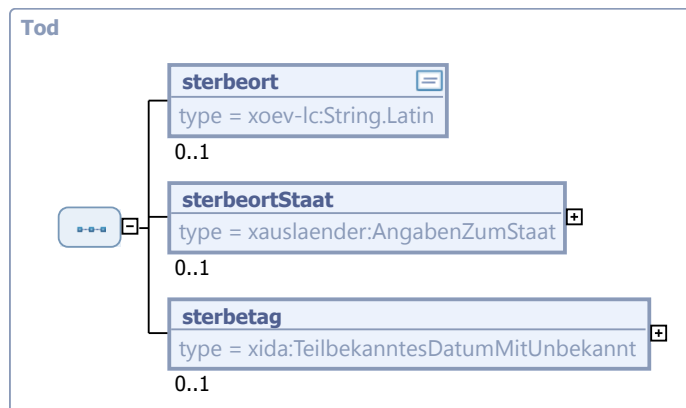 Tod
sterbeort
type = xoev-lc:String.Latin
0..1
sterbeortStaat
type = xauslaender:AngabenZumStaat
0..1
sterbetag
type = xida:TeilbekanntesDatumMitUnbekannt
0..1